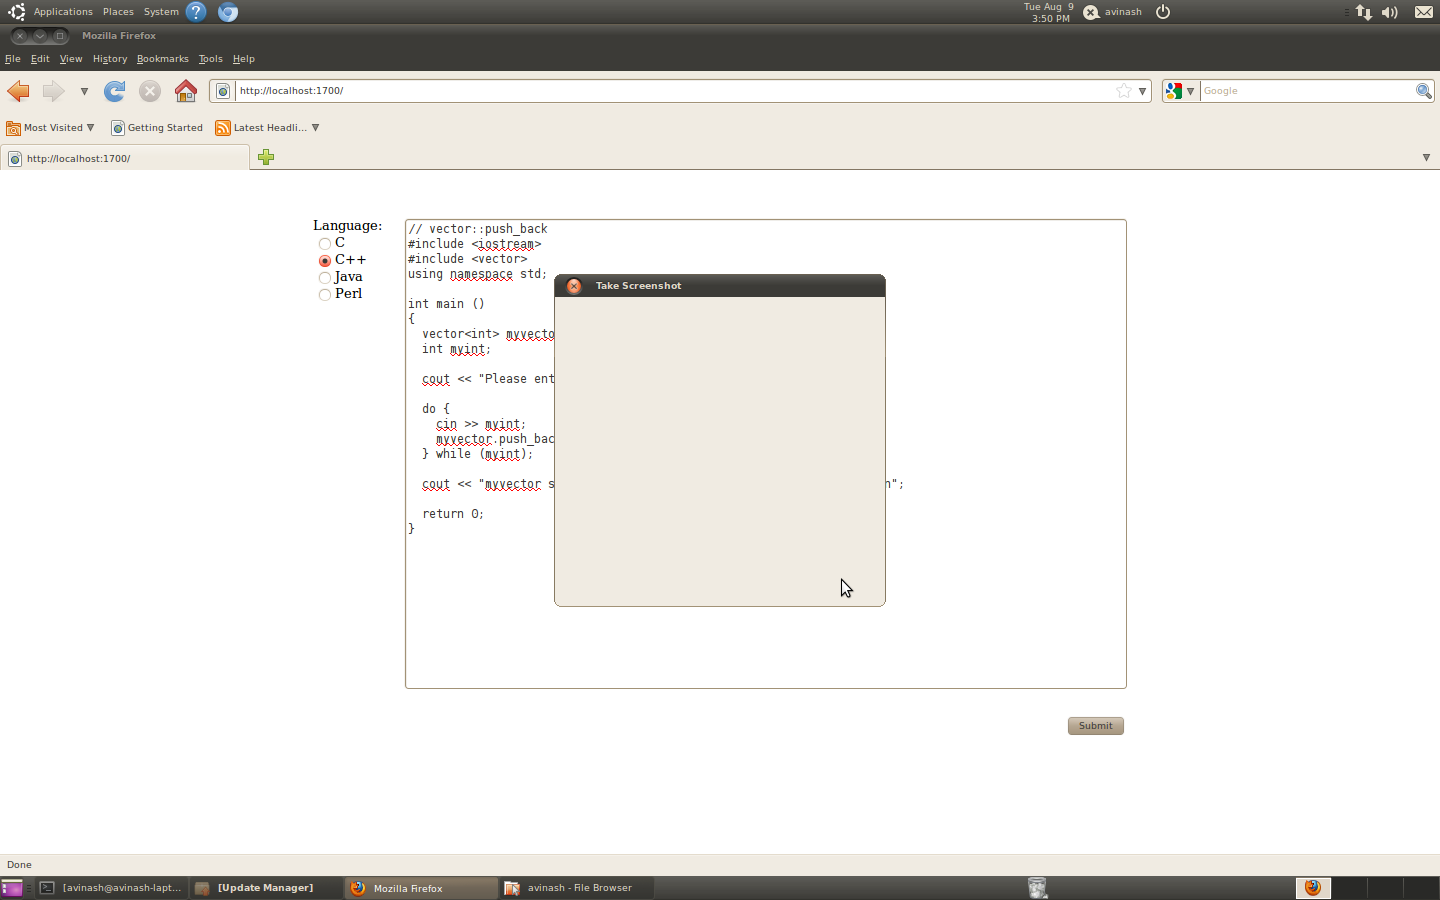 Applications Places System
Tue Aug 9
3:50 PM
avinash
Mozilla Firefox
File Edit View History Bookmarks Tools Help
http://localhost:1700/
Google
Most Visited Getting Started Latest Headli...
http://localhost:1700/
Language:
C
C++
Java
Perl
// vector::push_back
#include <iostream>
#include <vector>
using namespace std;
int main ()
{
vector<int> myvecto
int myint;
cout << "Please ent
do {
cin >> myint;
myvector.push_bac
} while (myint);
cout << "myvector s
n";
return 0;
}
Take Screenshot
Submit
Done
[avinash@avinash-lapt...
[Update Manager]
Mozilla Firefox
avinash - File Browser